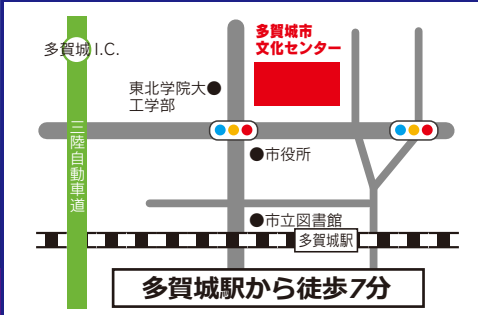 多賀城市
文化センター
多賀城I.C.
東北学院大
工学部
三陸自動車道
市役所
市立図書館
多賀城駅
多賀城駅から徒歩7分